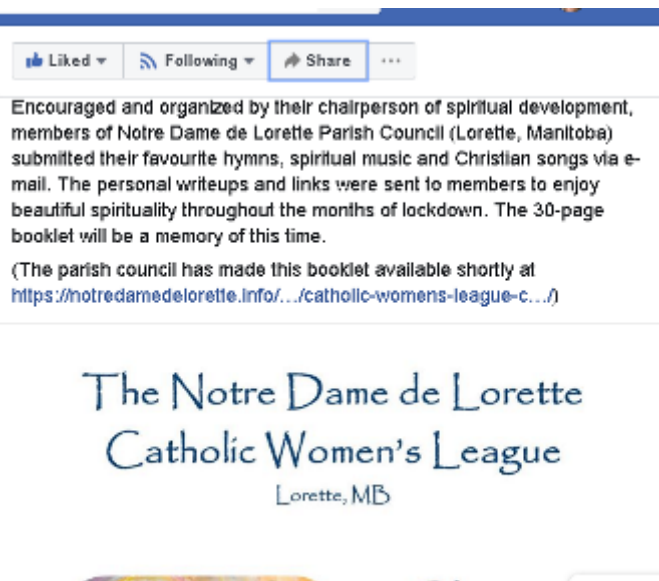 Liked Following Share ...
Encouraged and organized by their chairperson of spiritual development,
members of Notre Dame de Lorette Parish Council (Lorette, Manitoba)
submitted their favourite hymns, spiritual music and Christian songs via e-
mail. The personal writeups and links were sent to members to enjoy
beautiful spirituality throughout the months of lockdown. The 30-page
booklet will be a memory of this time.
(The parish council has made this booklet available shortly at
https://notredamedelorette.info/.../catholic-womens-league-c.../)
The Notre Dame de Lorette
Catholic Women's League
Lorette, MB